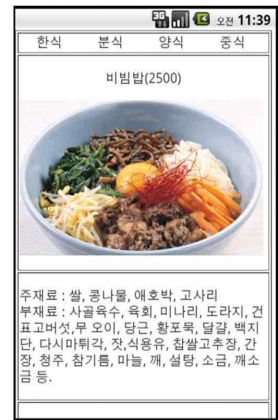 3G
오전 11:39
한식 분식 양식 중식
비빔밥(2500)
주재료 : 쌀, 콩나물, 애호박, 고사리
부재료 : 사골육수, 육회, 미나리, 도라지, 건
표고버섯,무 오이, 당근, 황포묵, 달걀, 백지
단, 다시마튀각, 잣,식용유, 찹쌀고추장, 간
장, 청주, 참기름, 마늘, 깨, 설탕, 소금, 깨소
금 등.